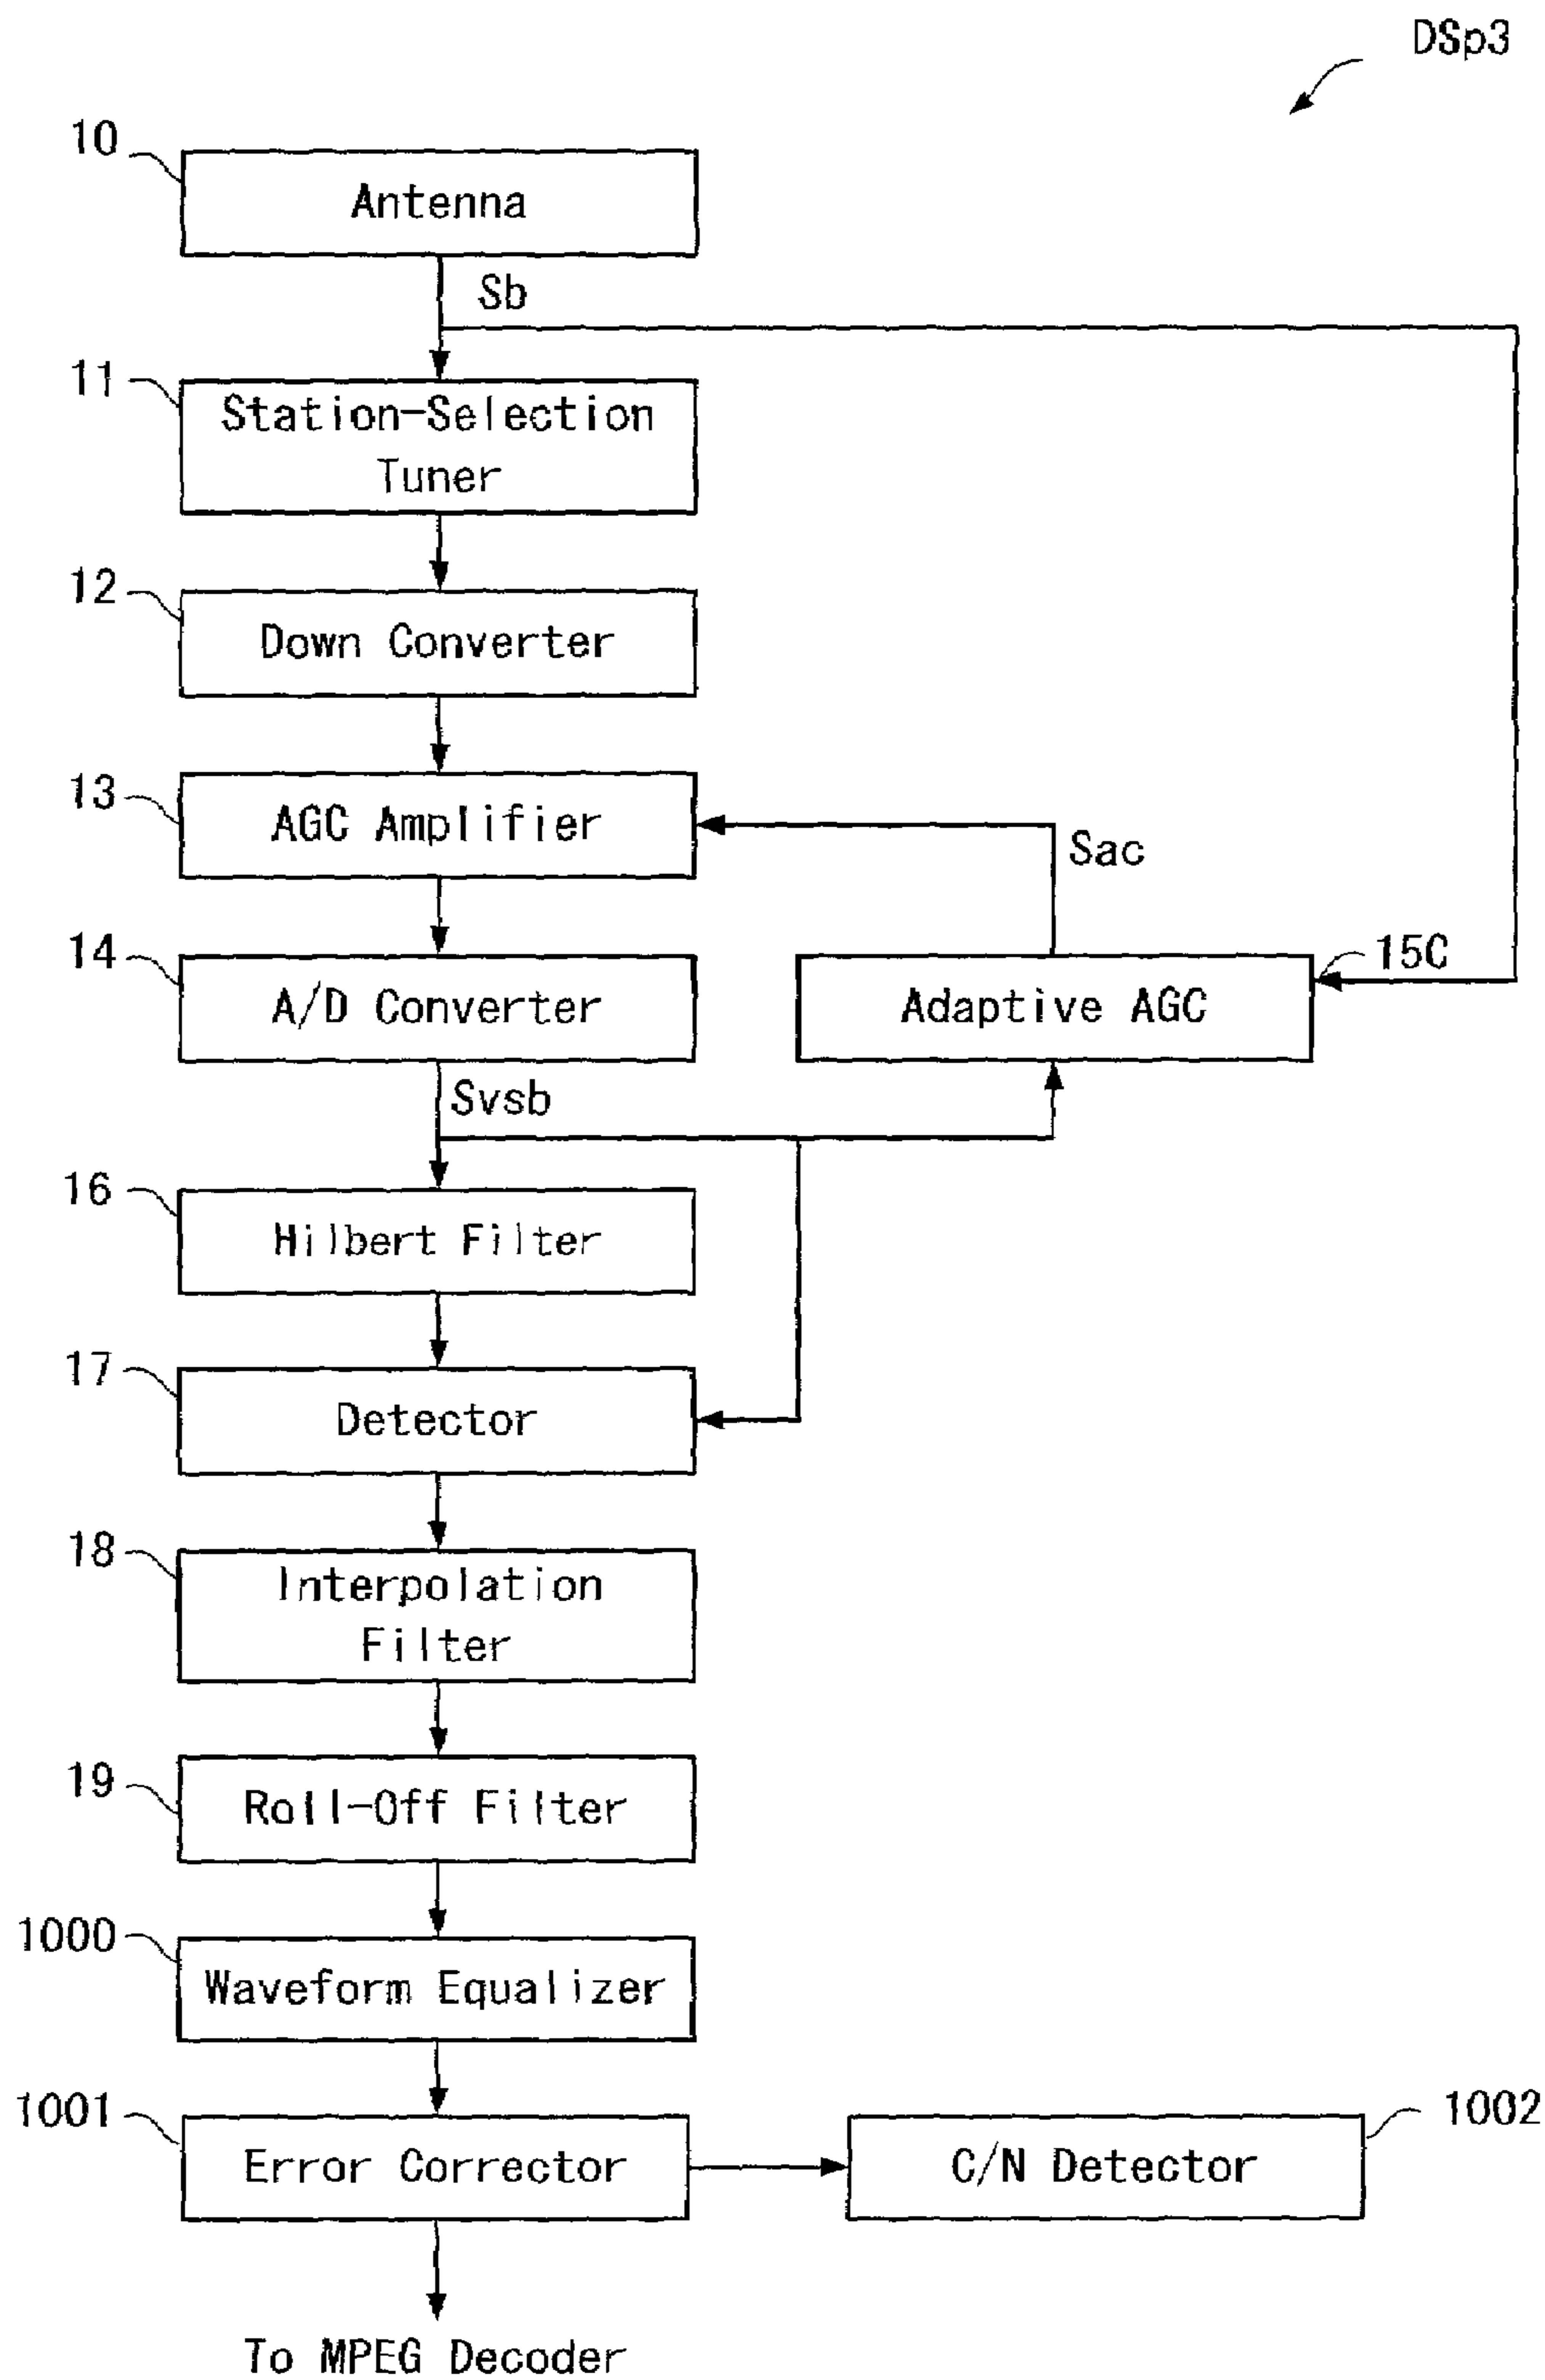 DSp3
10
Antenna
Sb
11
Station-Selection
Tuner
12
Down Converter
13
AGC Amplifier
Sac
14
A/D Converter
15C
Adaptive AGC
Svsb
16
Hilbert Filter
17
Detector
18
Interpolation
Filter
19
Roll-Off Filter
1000
Waveform Equalizer
1001
Error Corrector
1002
C/N Detector
To MPEG Decoder